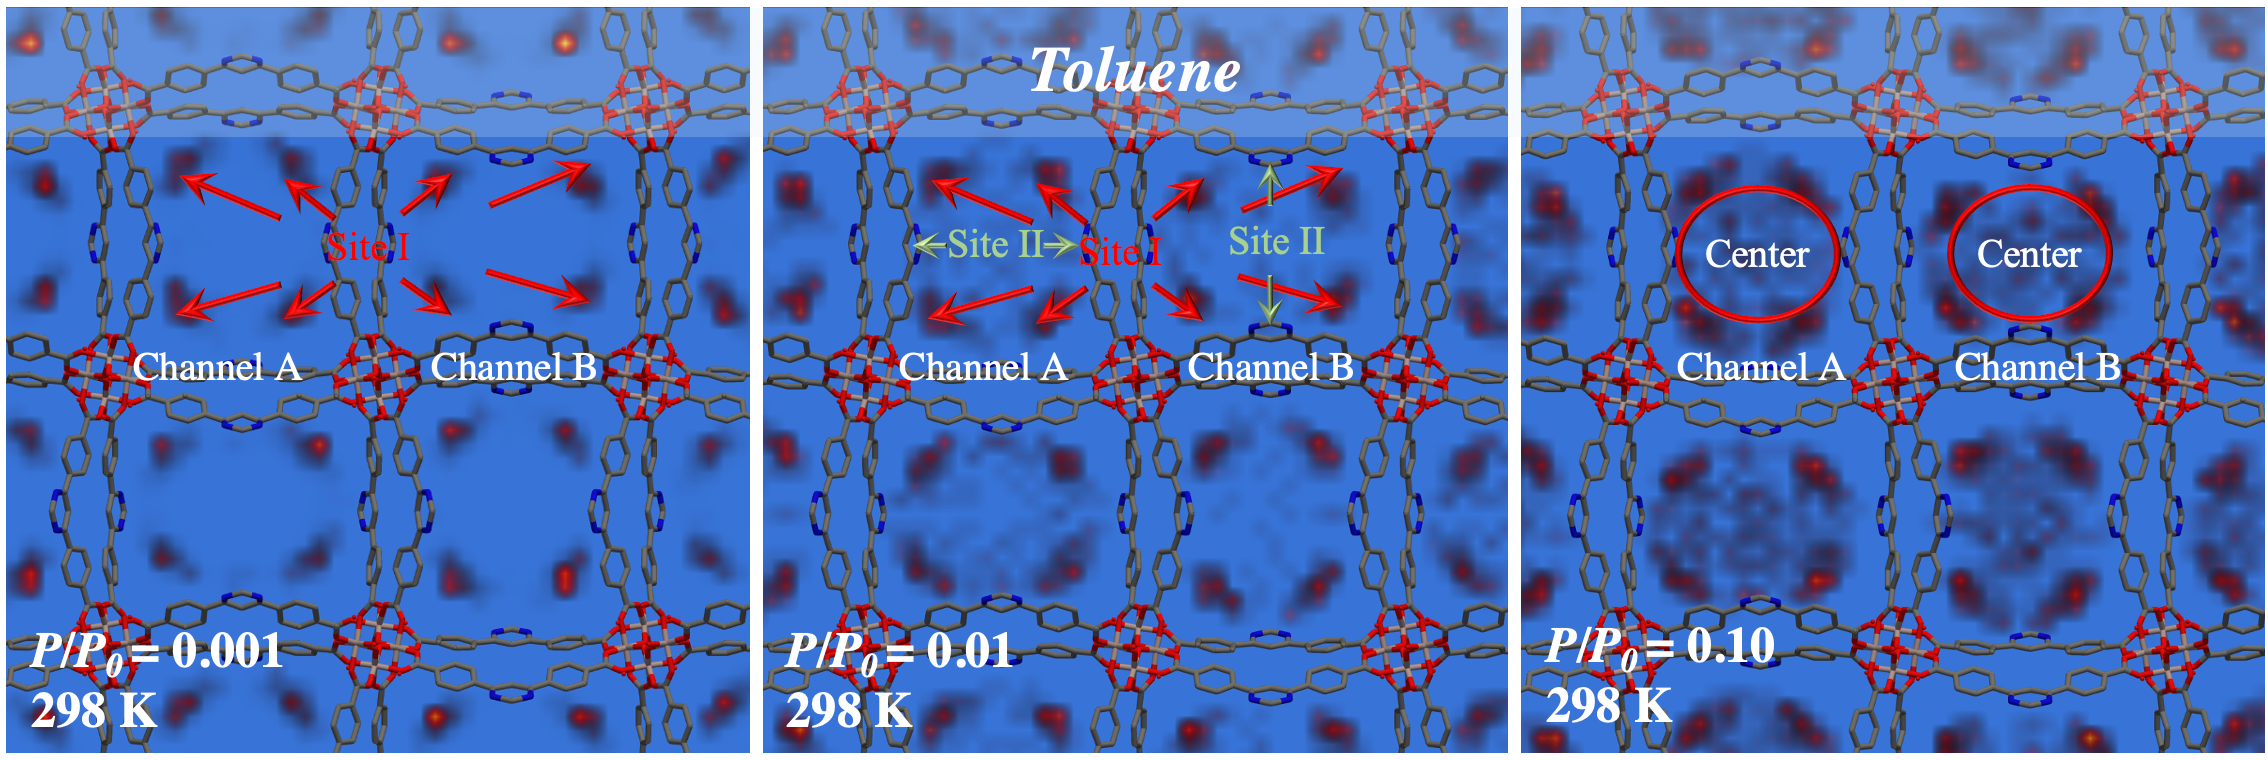 Toluene
Site I
Channel A Channel B
P/P0 = 0.001
298 K
Site II Site I Site II
Channel A Channel B
P/P0 = 0.01
298 K
Center Center
Channel A Channel B
P/P0 = 0.10
298 K